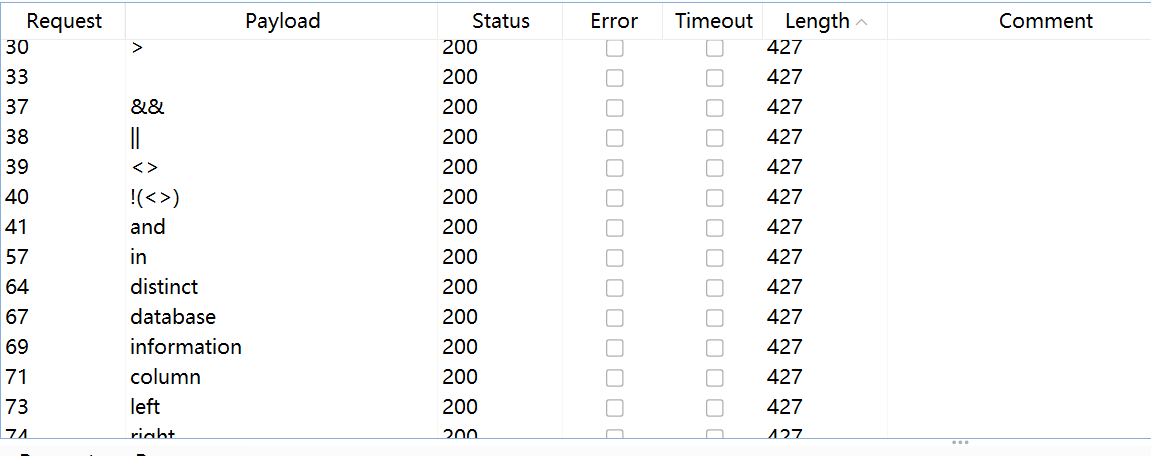 Request Payload Status Error Timeout Length Comment
30 > 200 427
33 200 427
37 && 200 427
38 || 200 427
39 <> 200 427
40 !(<>) 200 427
41 and 200 427
57 in 200 427
64 distinct 200 427
67 database 200 427
69 information 200 427
71 column 200 427
73 left 200 427
74 right 200 427